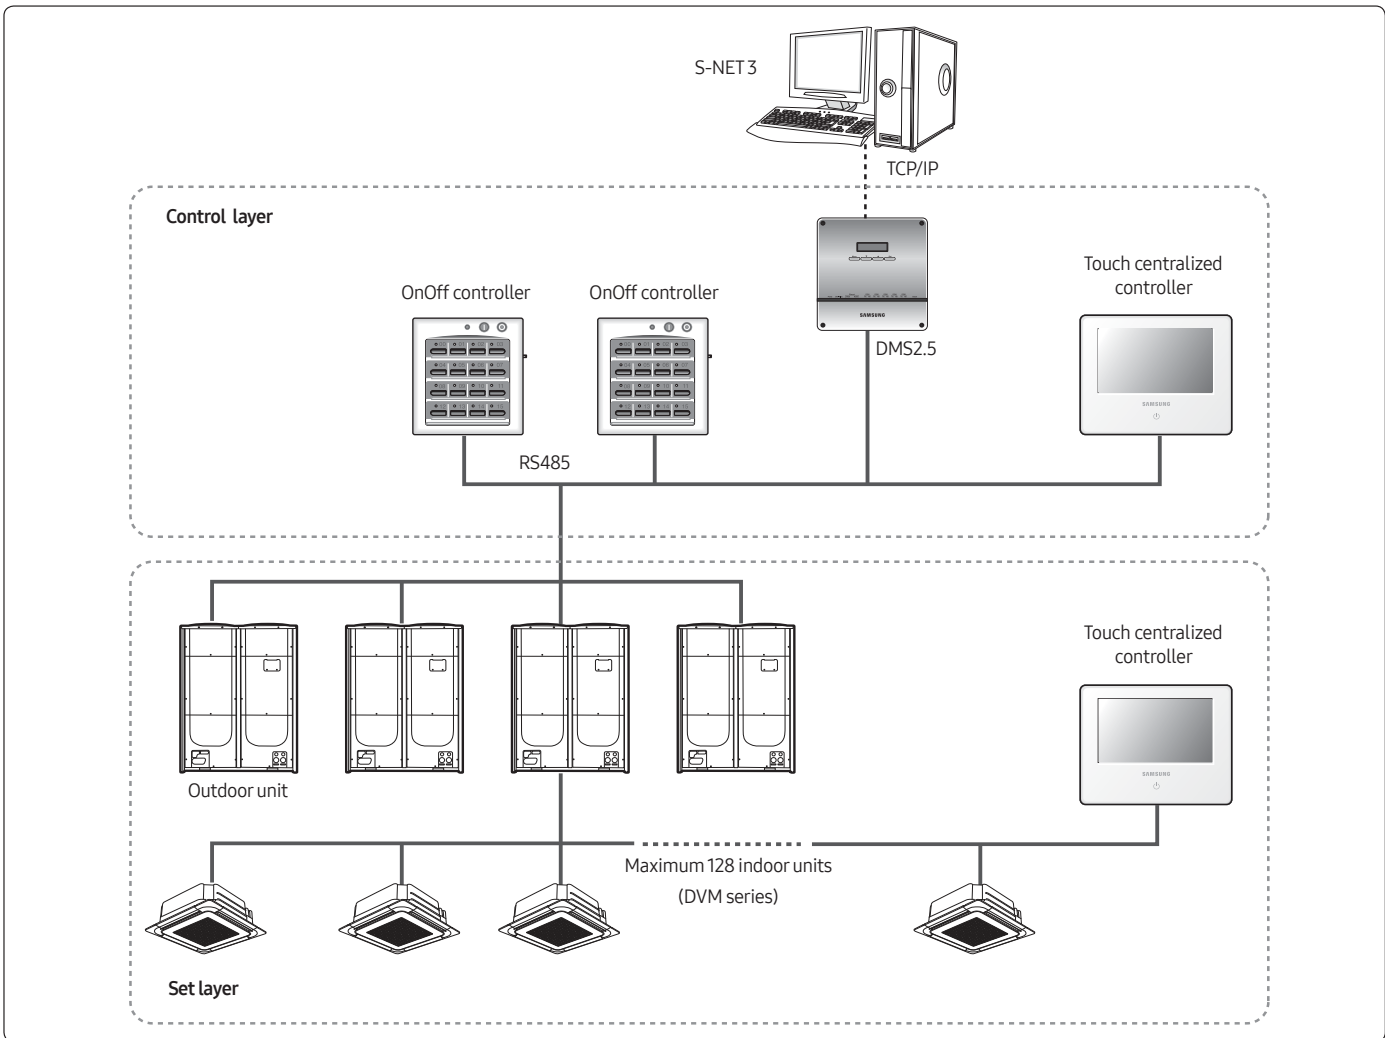 S-NET 3
TCP/IP
Control layer
OnOff controller
OnOff controller
SAMSUNG
DMS2.5
Touch centralized
controller
SAMSUNG
RS485
Outdoor unit
Touch centralized
controller
SAMSUNG
Maximum 128 indoor units
(DVM series)
Set layer